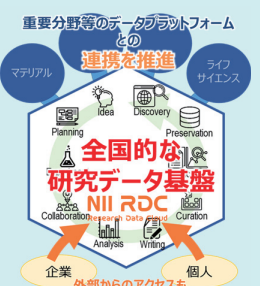 重要分野等のデータプラットフォーム
との
連携を推進
マテリアル
ライフ
サイエンス
Idea
Discovery
Planning
Preservation
全国的な
研究データ基盤
NII RDC
Research Data Cloud
Collaboration
Curation
Analysis
Writing
企業
個人
外部からのアクセスも